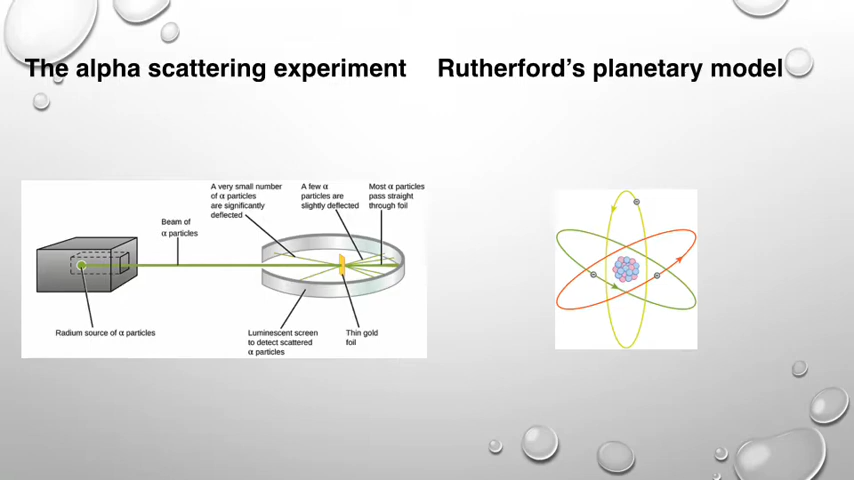 The alpha scattering experiment
Rutherford's planetary model
A very small number
of α particles
are significantly
deflected
A few α
particles are
slightly deflected
Most α particles
pass straight
through foil
Beam of
α particles
Radium source of α particles
Luminescent screen
to detect scattered
α particles
Thin gold
foil